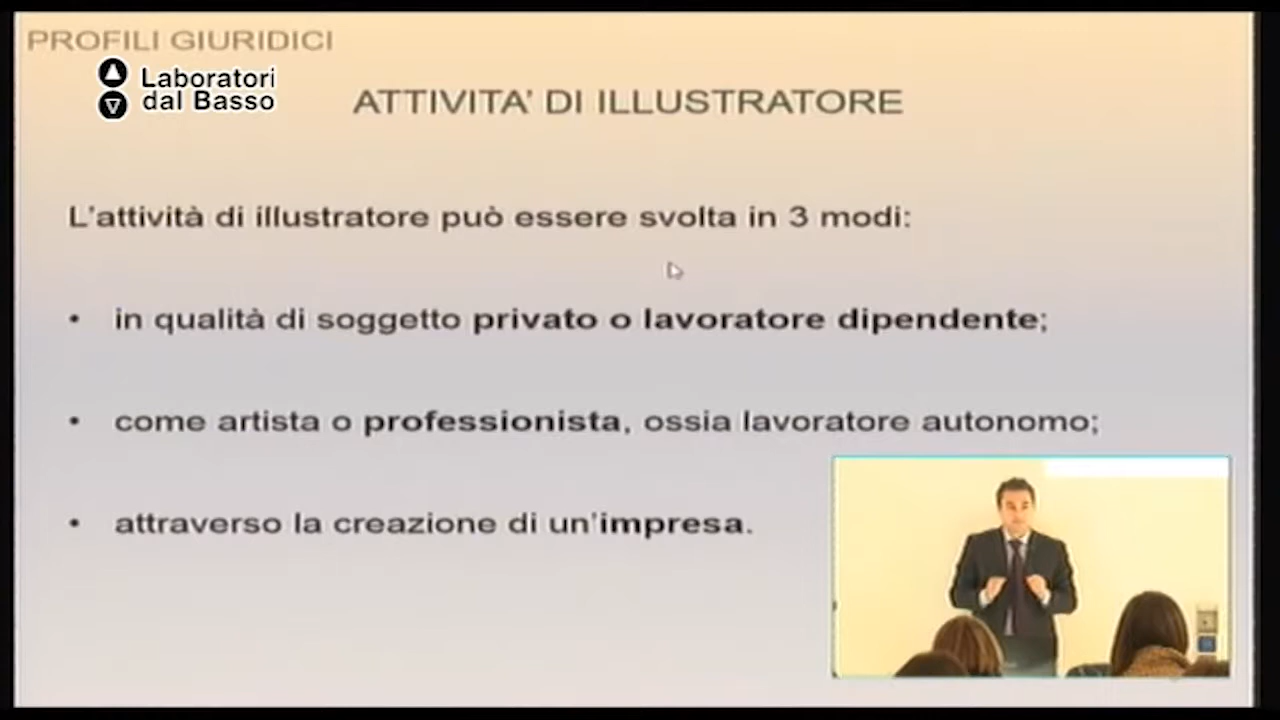 PROFILI GIURIDICI
Laboratori
dal Basso
ATTIVITA’ DI ILLUSTRATORE
L’attività di illustratore può essere svolta in 3 modi:
• in qualità di soggetto privato o lavoratore dipendente;
• come artista o professionista, ossia lavoratore autonomo;
• attraverso la creazione di un’impresa.